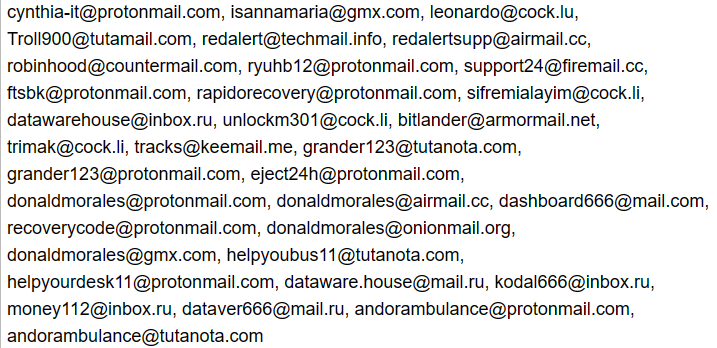 cynthia-it@protonmail.com, isannamaria@gmx.com, leonardo@cock.lu,
Troll900@tutamail.com, redalert@techmail.info, redalertsupp@airmail.cc,
robinhood@countermail.com, ryuhb12@protonmail.com, support24@firemail.cc,
ftsbk@protonmail.com, rapidorecovery@protonmail.com, sifremialayim@cock.li,
datawarehouse@inbox.ru, unlockm301@cock.li, bitlander@armormail.net,
trimak@cock.li, tracks@keemail.me, grander123@tutanota.com,
grander123@protonmail.com, eject24h@protonmail.com,
donaldmorales@protonmail.com, donaldmorales@airmail.cc, dashboard666@mail.com,
recoverycode@protonmail.com, donaldmorales@onionmail.org,
donaldmorales@gmx.com, helpyoubus11@tutanota.com,
helpyourdesk11@protonmail.com, dataware.house@mail.ru, kodal666@inbox.ru,
money112@inbox.ru, dataver666@mail.ru, andorambulance@protonmail.com,
andorambulance@tutanota.com